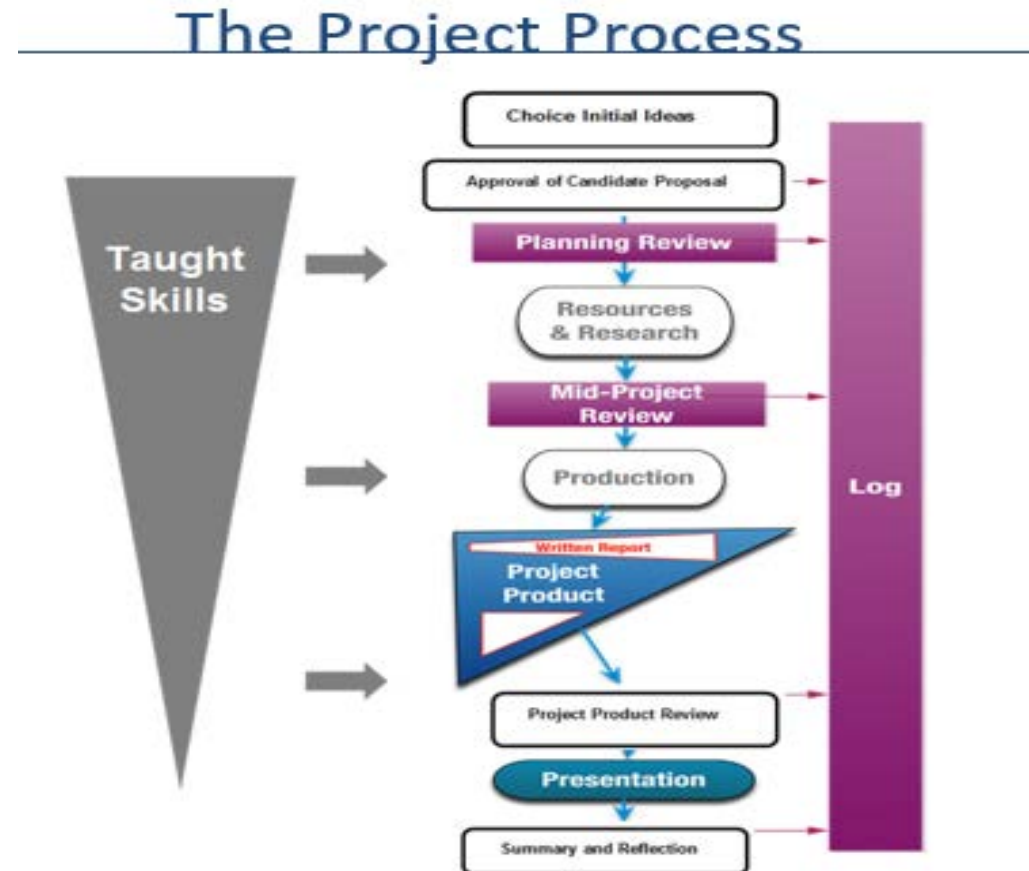 The Project Process
Choice Initial Ideas
Approval of Candidate Proposal
Taught
Skills
Planning Review
Resources
& Research
Mid-Project
Review
Production
Log
Written Report
Project
Product
Project Product Review
Presentation
Summary and Reflection